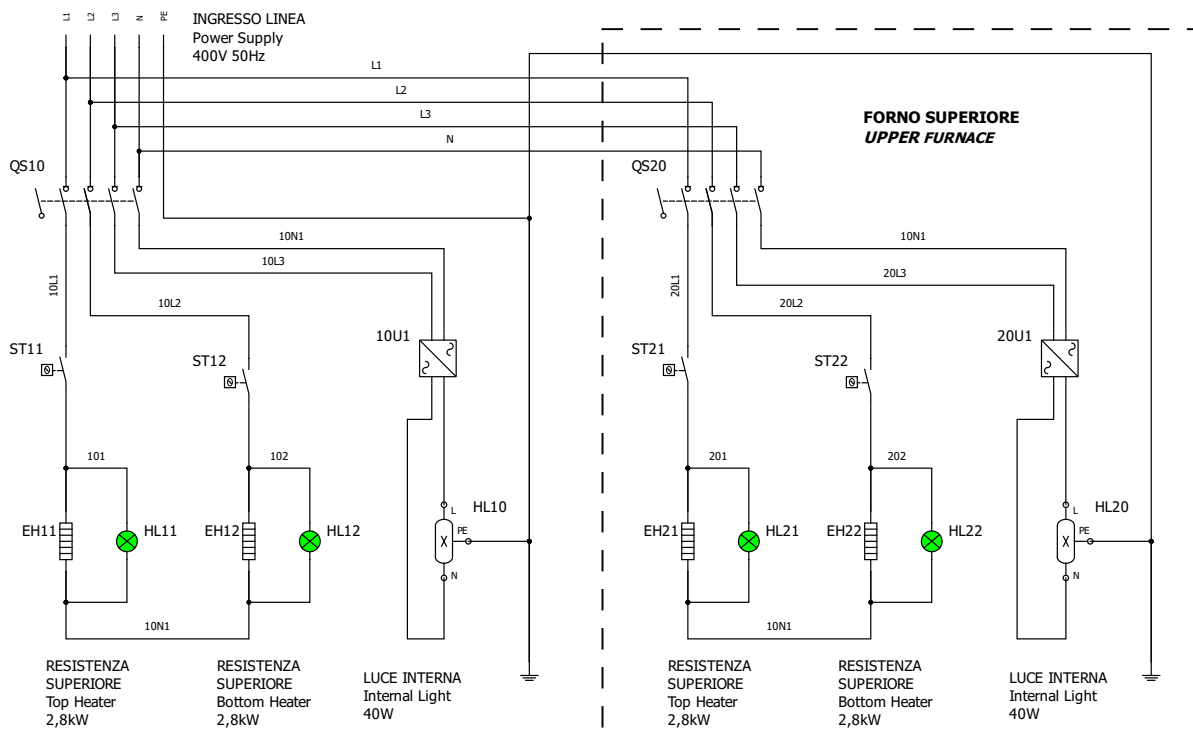 L1
L2
L3
N
PE
INGRESSO LINEA
Power Supply
400V 50Hz
L1
L2
L3
N
FORNO SUPERIORE
UPPER FURNACE
QS10
QS20
10N1
10L3
10L1
10L2
10N1
20L3
20L1
20L2
ST11
ST12
10U1
ST21
ST22
20U1
101
102
201
202
EH11
HL11
EH12
HL12
L
HL10
PE
X
N
EH21
HL21
EH22
HL22
L
HL20
PE
X
N
10N1
10N1
RESISTENZA
SUPERIORE
Top Heater
2,8kW
RESISTENZA
SUPERIORE
Bottom Heater
2,8kW
LUCE INTERNA
Internal Light
40W
RESISTENZA
SUPERIORE
Top Heater
2,8kW
RESISTENZA
SUPERIORE
Bottom Heater
2,8kW
LUCE INTERNA
Internal Light
40W